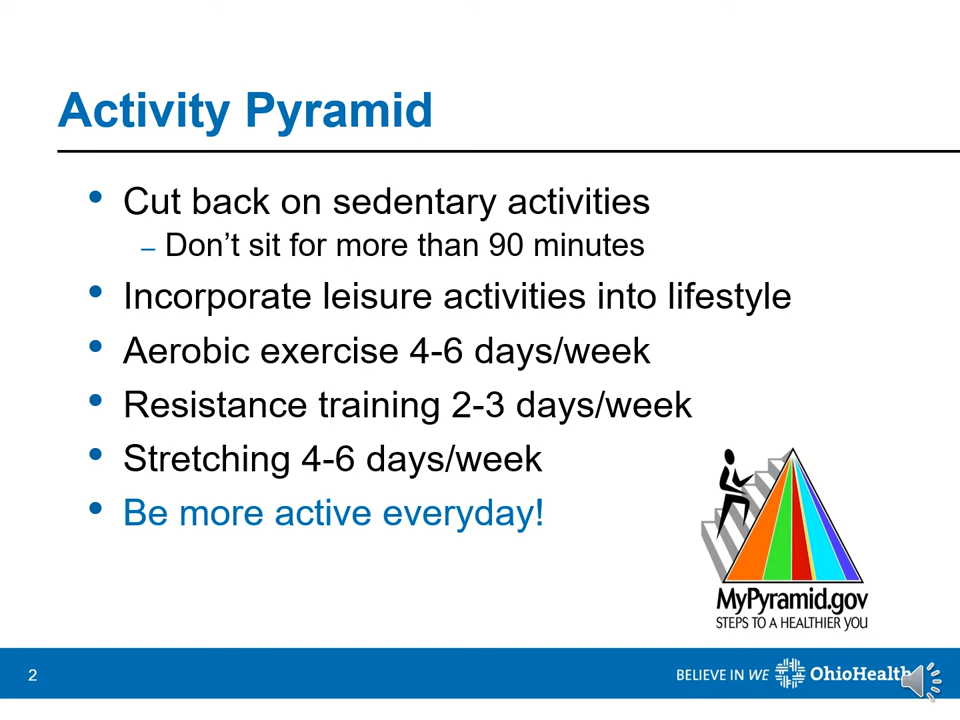 Activity Pyramid
• Cut back on sedentary activities
– Don’t sit for more than 90 minutes
• Incorporate leisure activities into lifestyle
• Aerobic exercise 4-6 days/week
• Resistance training 2-3 days/week
• Stretching 4-6 days/week
• Be more active everyday!
MyPyramid.gov
STEPS TO A HEALTHIER YOU
2
BELIEVE IN WE OhioHealth